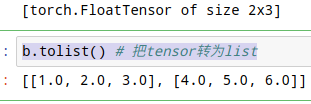 [torch.FloatTensor of size 2x3]
: b.tolist() # 把tensor转为list
: [[1.0, 2.0, 3.0], [4.0, 5.0, 6.0]]